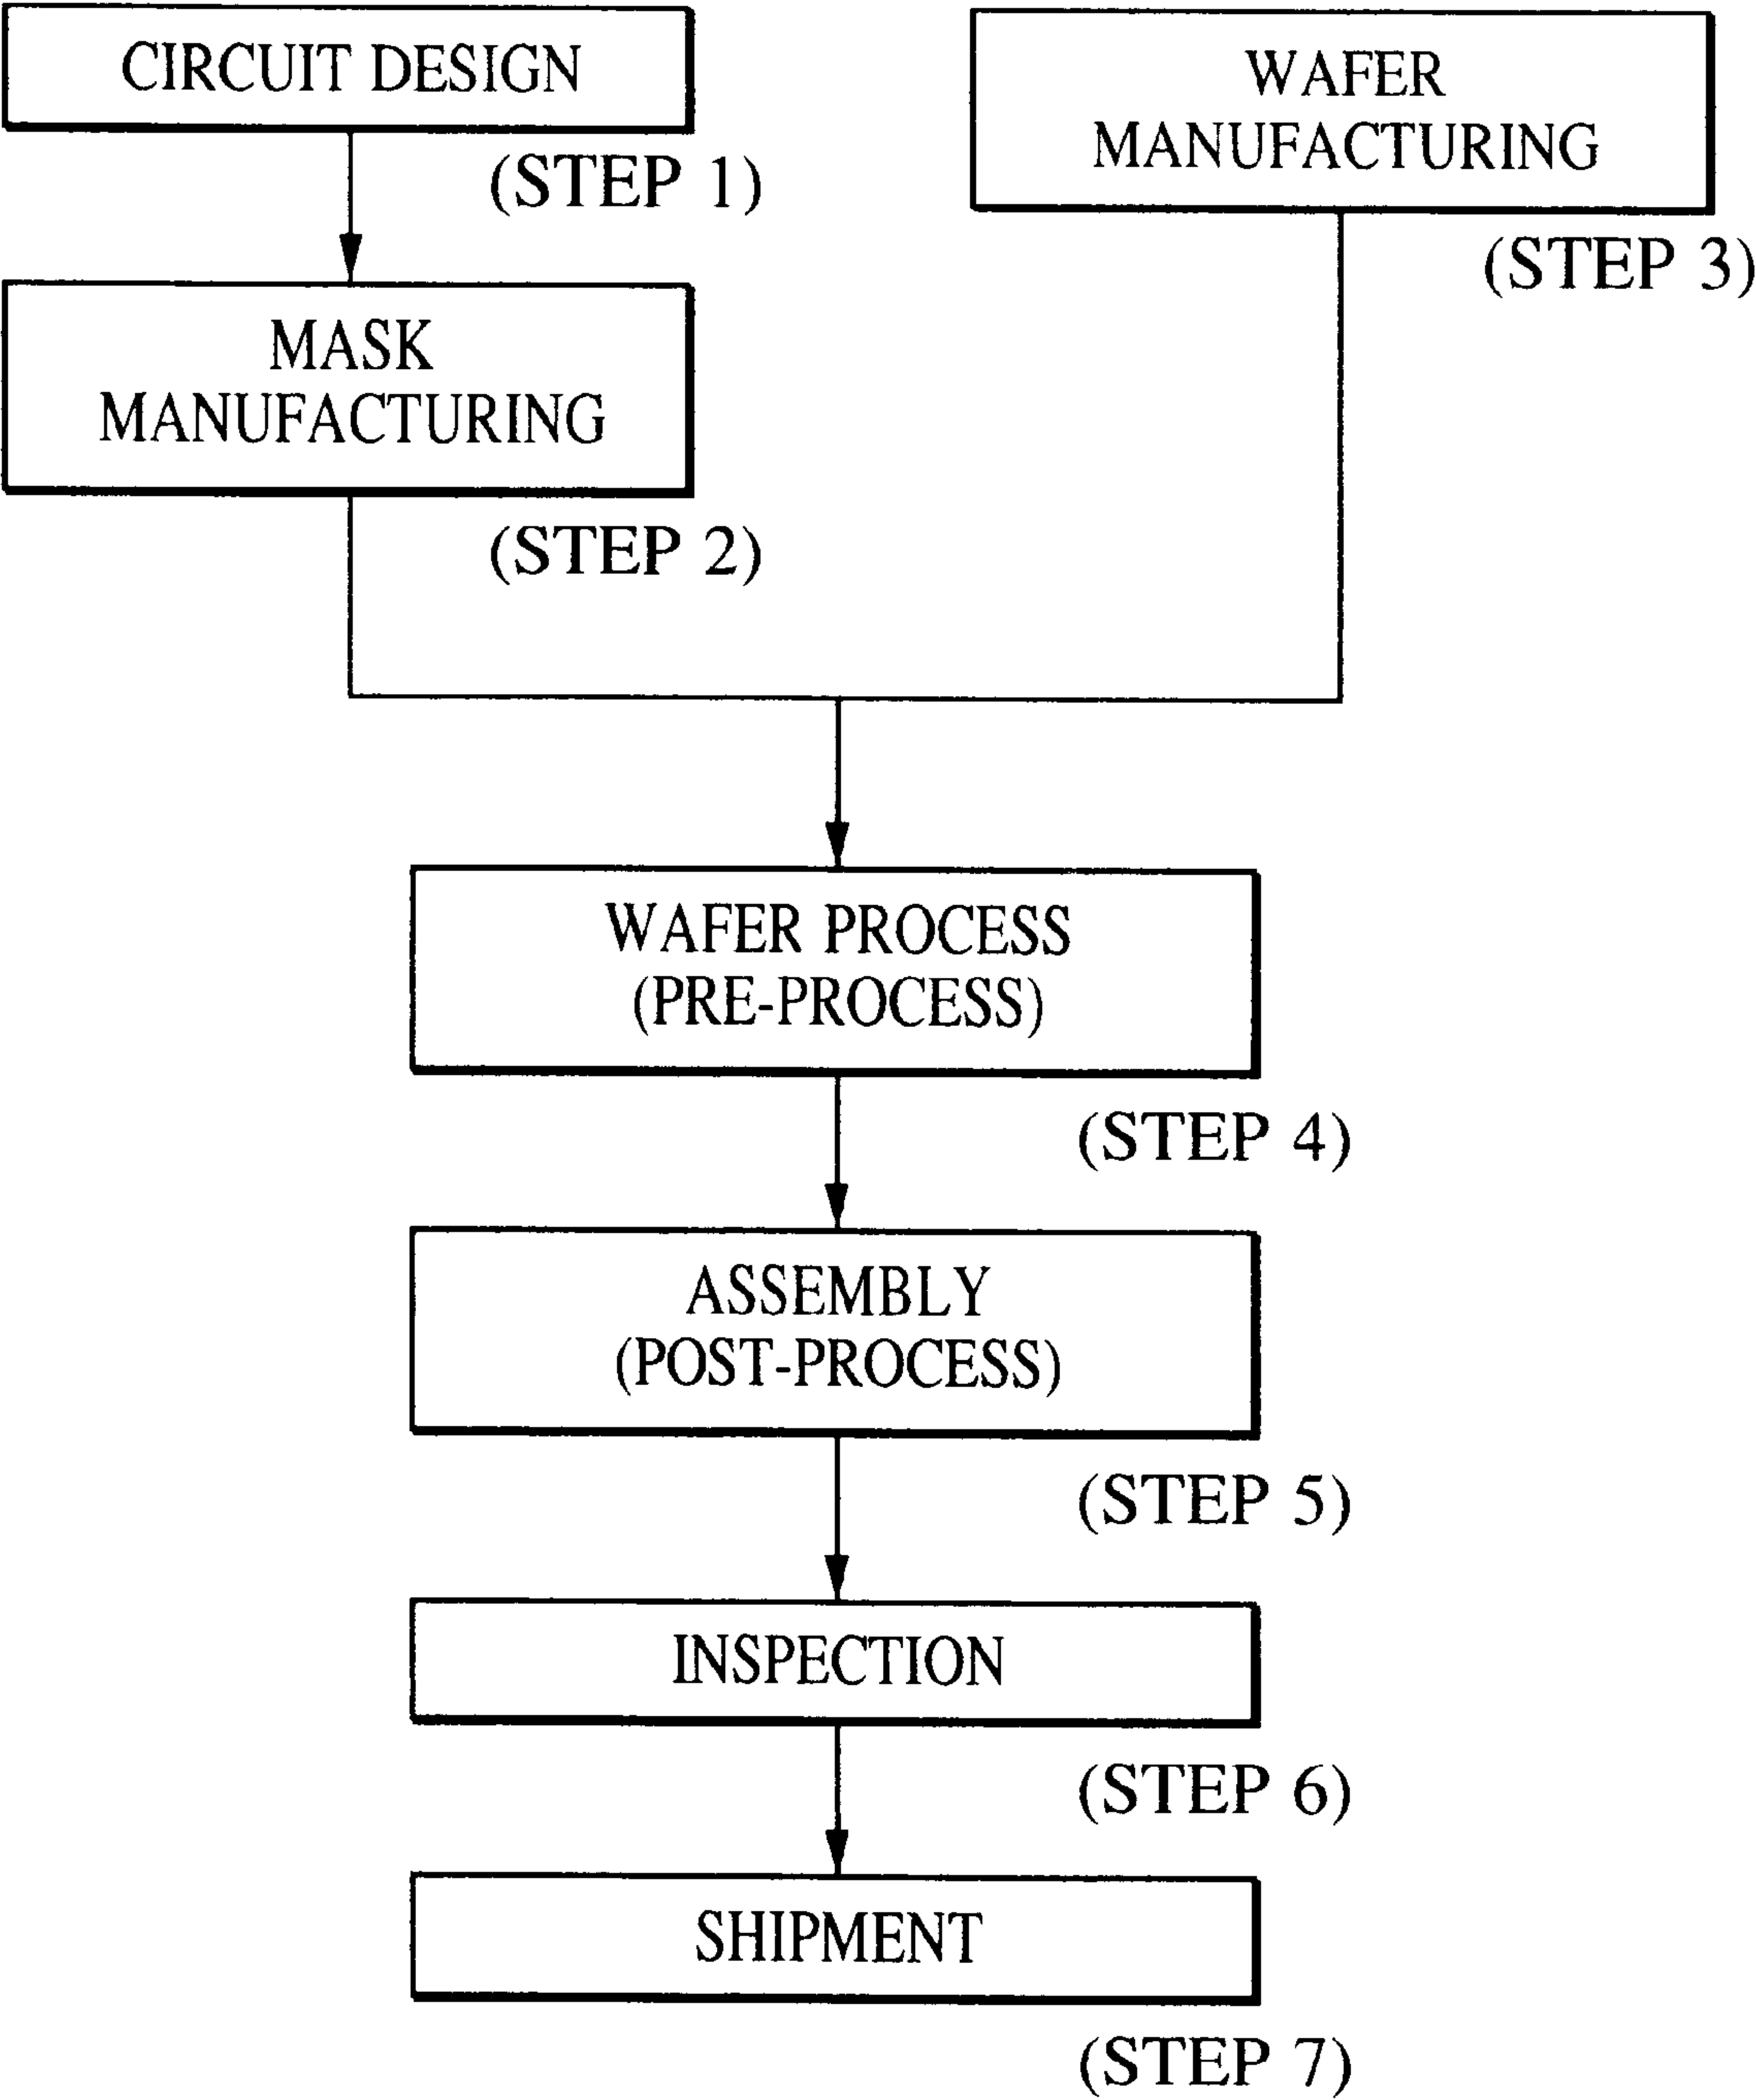 CIRCUIT DESIGN
(STEP 1)
MASK
MANUFACTURING
(STEP 2)
WAFER
MANUFACTURING
(STEP 3)
WAFER PROCESS
(PRE-PROCESS)
(STEP 4)
ASSEMBLY
(POST-PROCESS)
(STEP 5)
INSPECTION
(STEP 6)
SHIPMENT
(STEP 7)